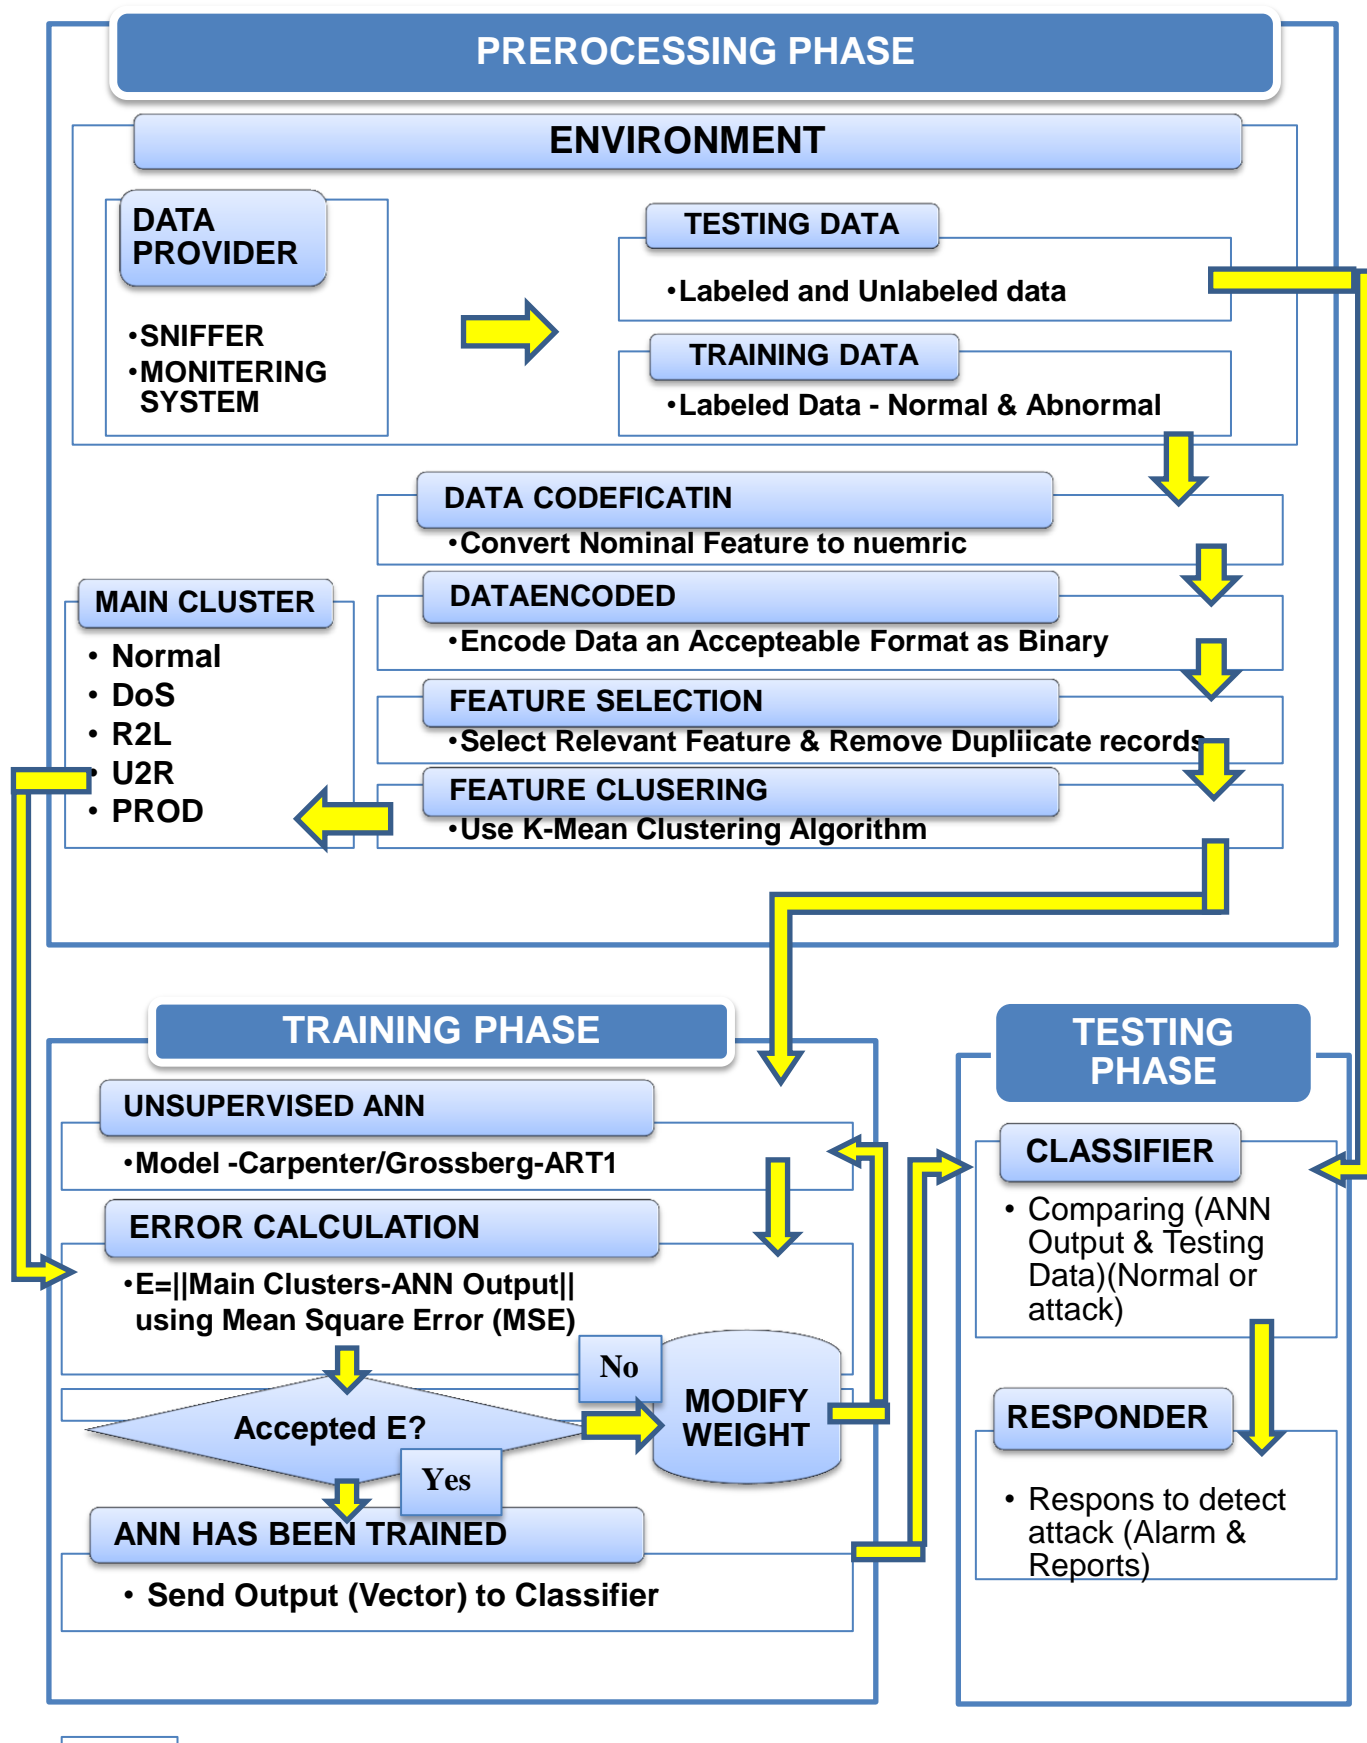 PREROCESSING PHASE
ENVIRONMENT
DATA
PROVIDER
•SNIFFER
•MONITERING
SYSTEM
TESTING DATA
•Labeled and Unlabeled data
TRAINING DATA
•Labeled Data - Normal & Abnormal
DATA CODEFICATIN
•Convert Nominal Feature to nuemric
DATAENCODED
•Encode Data an Accepteable Format as Binary
FEATURE SELECTION
•Select Relevant Feature & Remove Dupliicate records
FEATURE CLUSERING
•Use K-Mean Clustering Algorithm
MAIN CLUSTER
• Normal
• DoS
• R2L
• U2R
• PROD
TRAINING PHASE
UNSUPERVISED ANN
•Model -Carpenter/Grossberg-ART1
ERROR CALCULATION
•E=||Main Clusters-ANN Output||
using Mean Square Error (MSE)
No
Accepted E?
MODIFY
WEIGHT
Yes
ANN HAS BEEN TRAINED
• Send Output (Vector) to Classifier
TESTING
PHASE
CLASSIFIER
• Comparing (ANN
Output & Testing
Data)(Normal or
attack)
RESPONDER
• Respons to detect
attack (Alarm &
Reports)